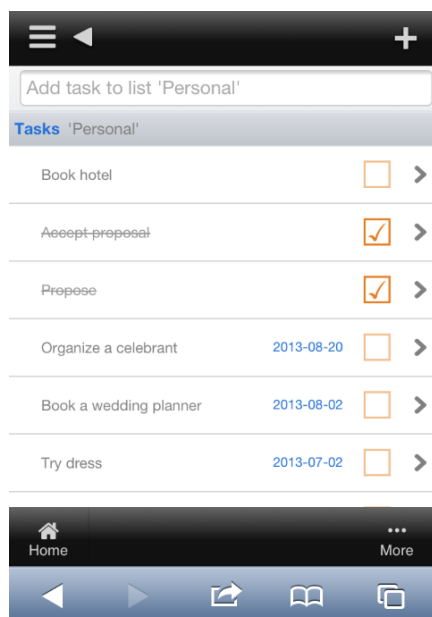 Add task to list 'Personal'
Tasks 'Personal'
Book hotel
Accept proposal
Propose
Organize a celebrant 2013-08-20
Book a wedding planner 2013-08-02
Try dress 2013-07-02
Home
More